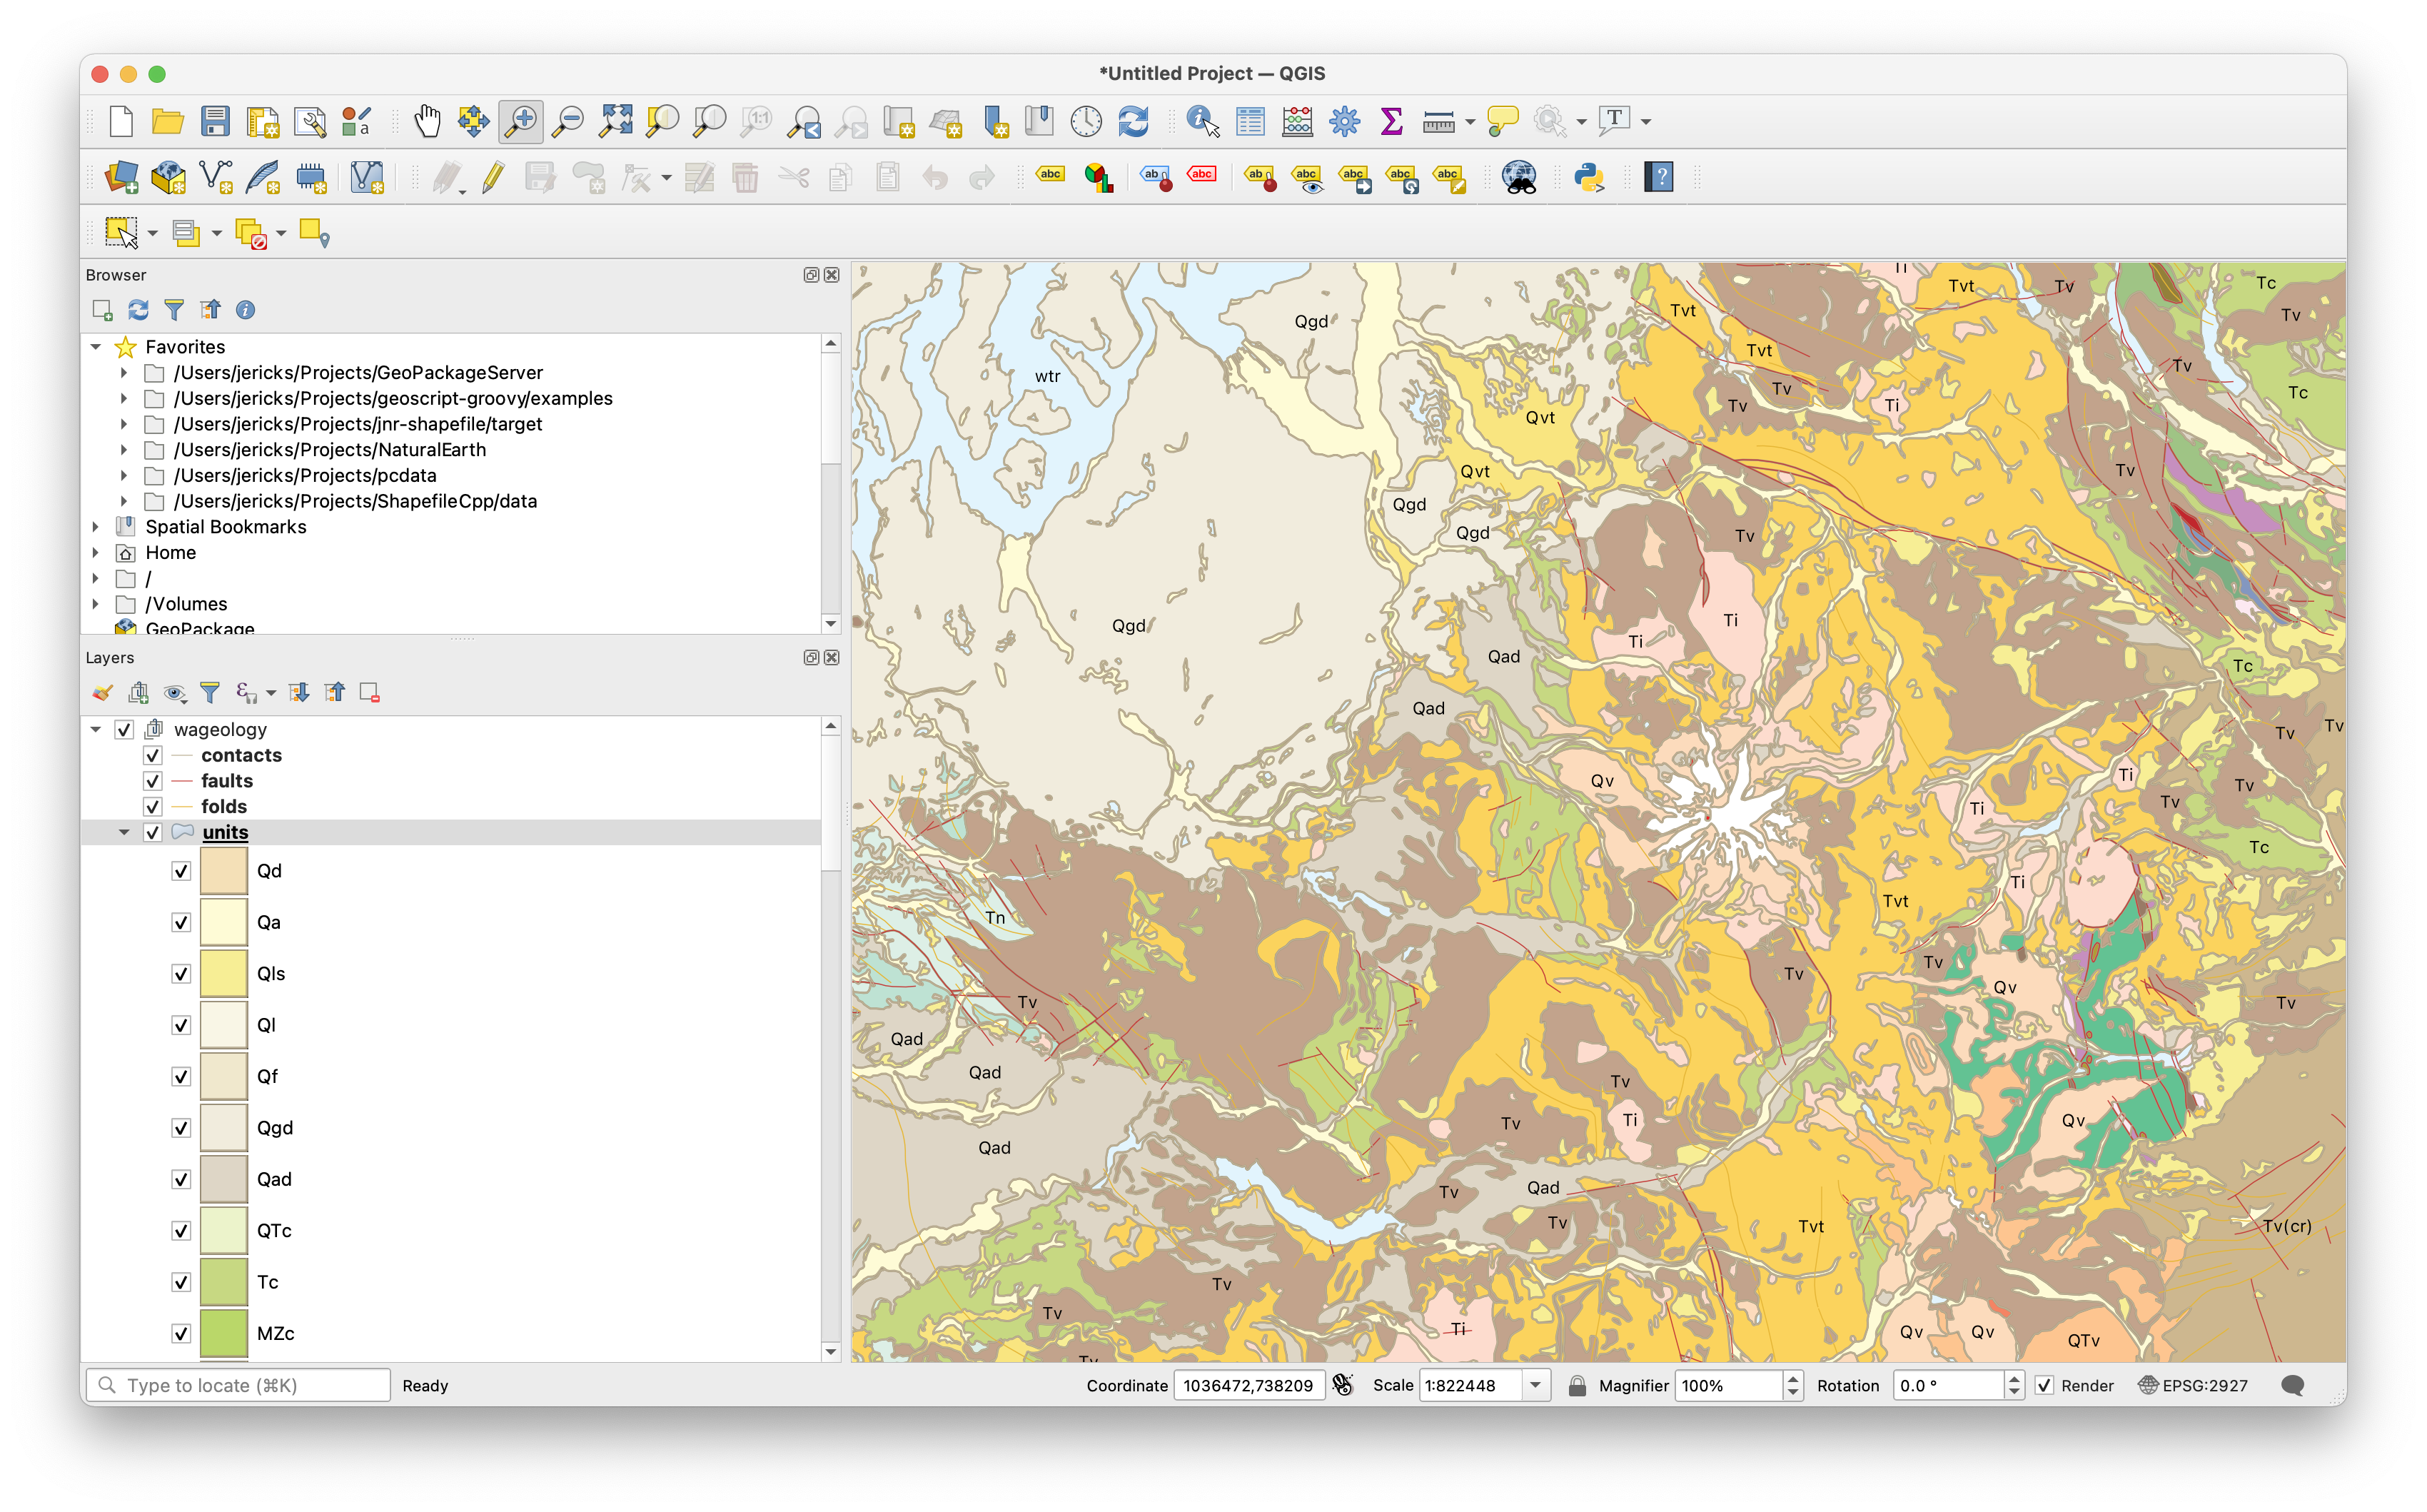 *Untitled Project — QGIS
Browser
Favorites
/Users/jericks/Projects/GeoPackageServer
/Users/jericks/Projects/geoscript-groovy/examples
/Users/jericks/Projects/jnr-shapefile/target
/Users/jericks/Projects/NaturalEarth
/Users/jericks/Projects/pcdata
/Users/jericks/Projects/ShapefileCpp/data
Spatial Bookmarks
Home
/
/Volumes
GeoPackage
Layers
wageology
contacts
faults
folds
units
Qd
Qa
Qls
Ql
Qf
Qgd
Qad
QTc
Tc
MZc
Tvt
Tv
Tc
Qgd
Tvt
Tv
Tvt
Tv
wtr
Tv
Tc
Tv
Ti
Qvt
Tv
Qvt
Qgd
Qgd
Tv
Qgd
Ti
Ti
Qad
Tc
Qad
Tv
Tv
Qv
Ti
Tv
Ti
Tv
Tc
Ti
Tvt
Tn
Tv
Tv
Qv
Tv
Tv
Qad
Qad
Tv
Ti
Tv
Qv
Qad
Qad
Tv
Tv
Tvt
Tv(cr)
Tv
Tv
Ti
Qv
Qv
QTv
Type to locate (⌘K)
Ready
Coordinate 1036472,738209
Scale 1:822448
Magnifier 100%
Rotation 0.0 °
Render
EPSG:2927